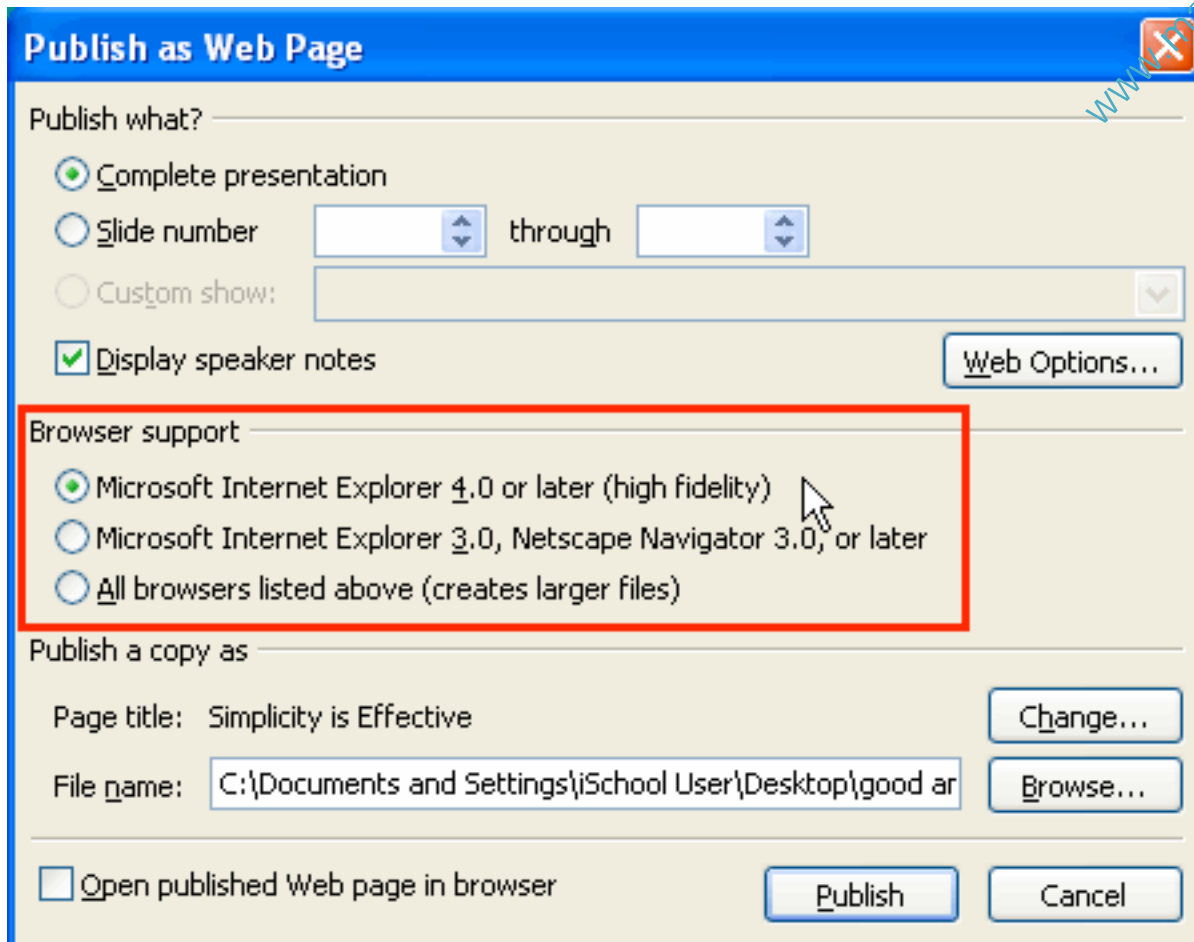 Publish as Web Page
Publish what?
Complete presentation
Slide number through
Custom show:
Display speaker notes
Web Options...
Browser support
Microsoft Internet Explorer 4.0 or later (high fidelity)
Microsoft Internet Explorer 3.0, Netscape Navigator 3.0, or later
All browsers listed above (creates larger files)
Publish a copy as
Page title: Simplicity is Effective
Change...
File name: C:\Documents and Settings\iSchool User\Desktop\good ar
Browse...
Open published Web page in browser
Publish Cancel